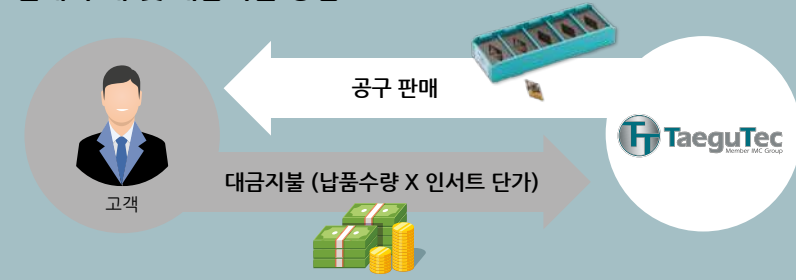 공구 판매
TaeguTec
Member IMC Group
대금지불 (납품수량 X 인서트 단가)
고객